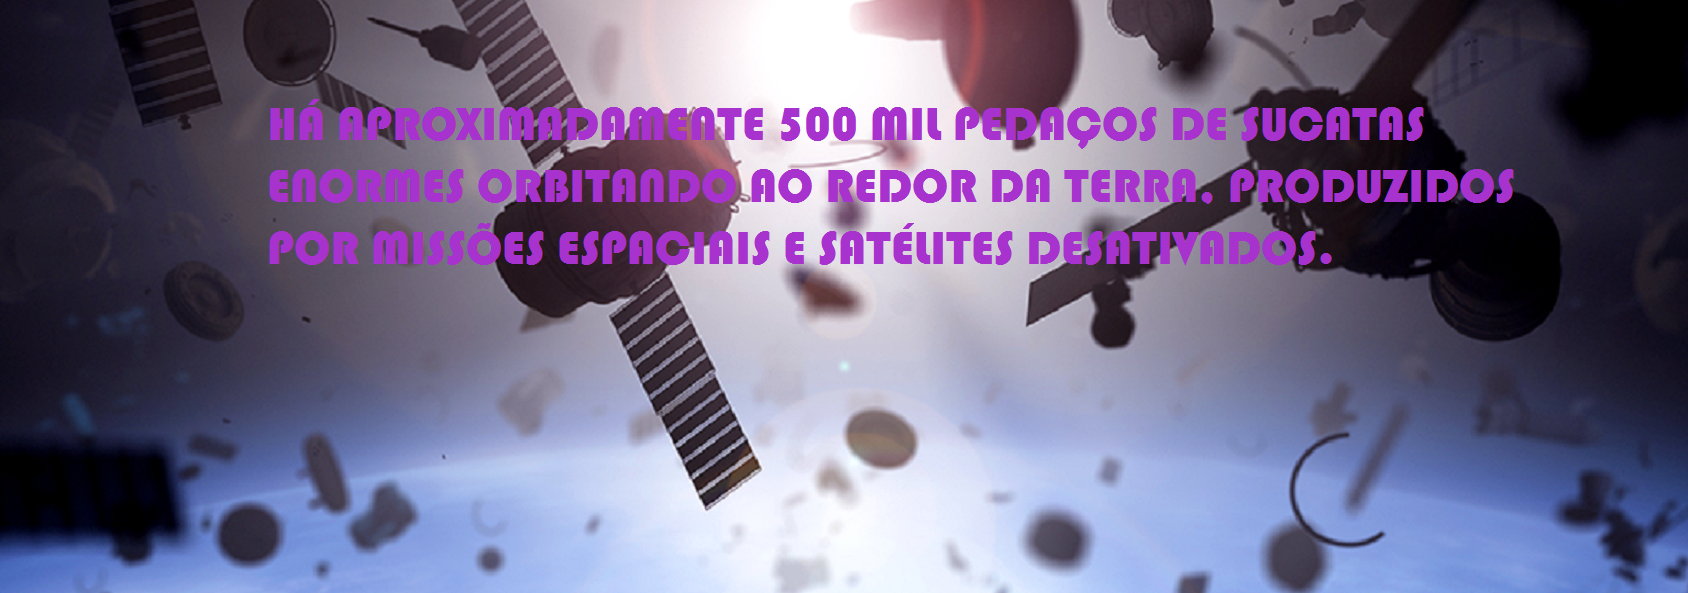 HÁ APROXIMADAMENTE 500 MIL PEDAÇOS DE SUCATAS
ENORMES ORBITANDO AO REDOR DA TERRA, PRODUZIDOS
POR MISSÕES ESPACIAIS E SATÉLITES DESATIVADOS.